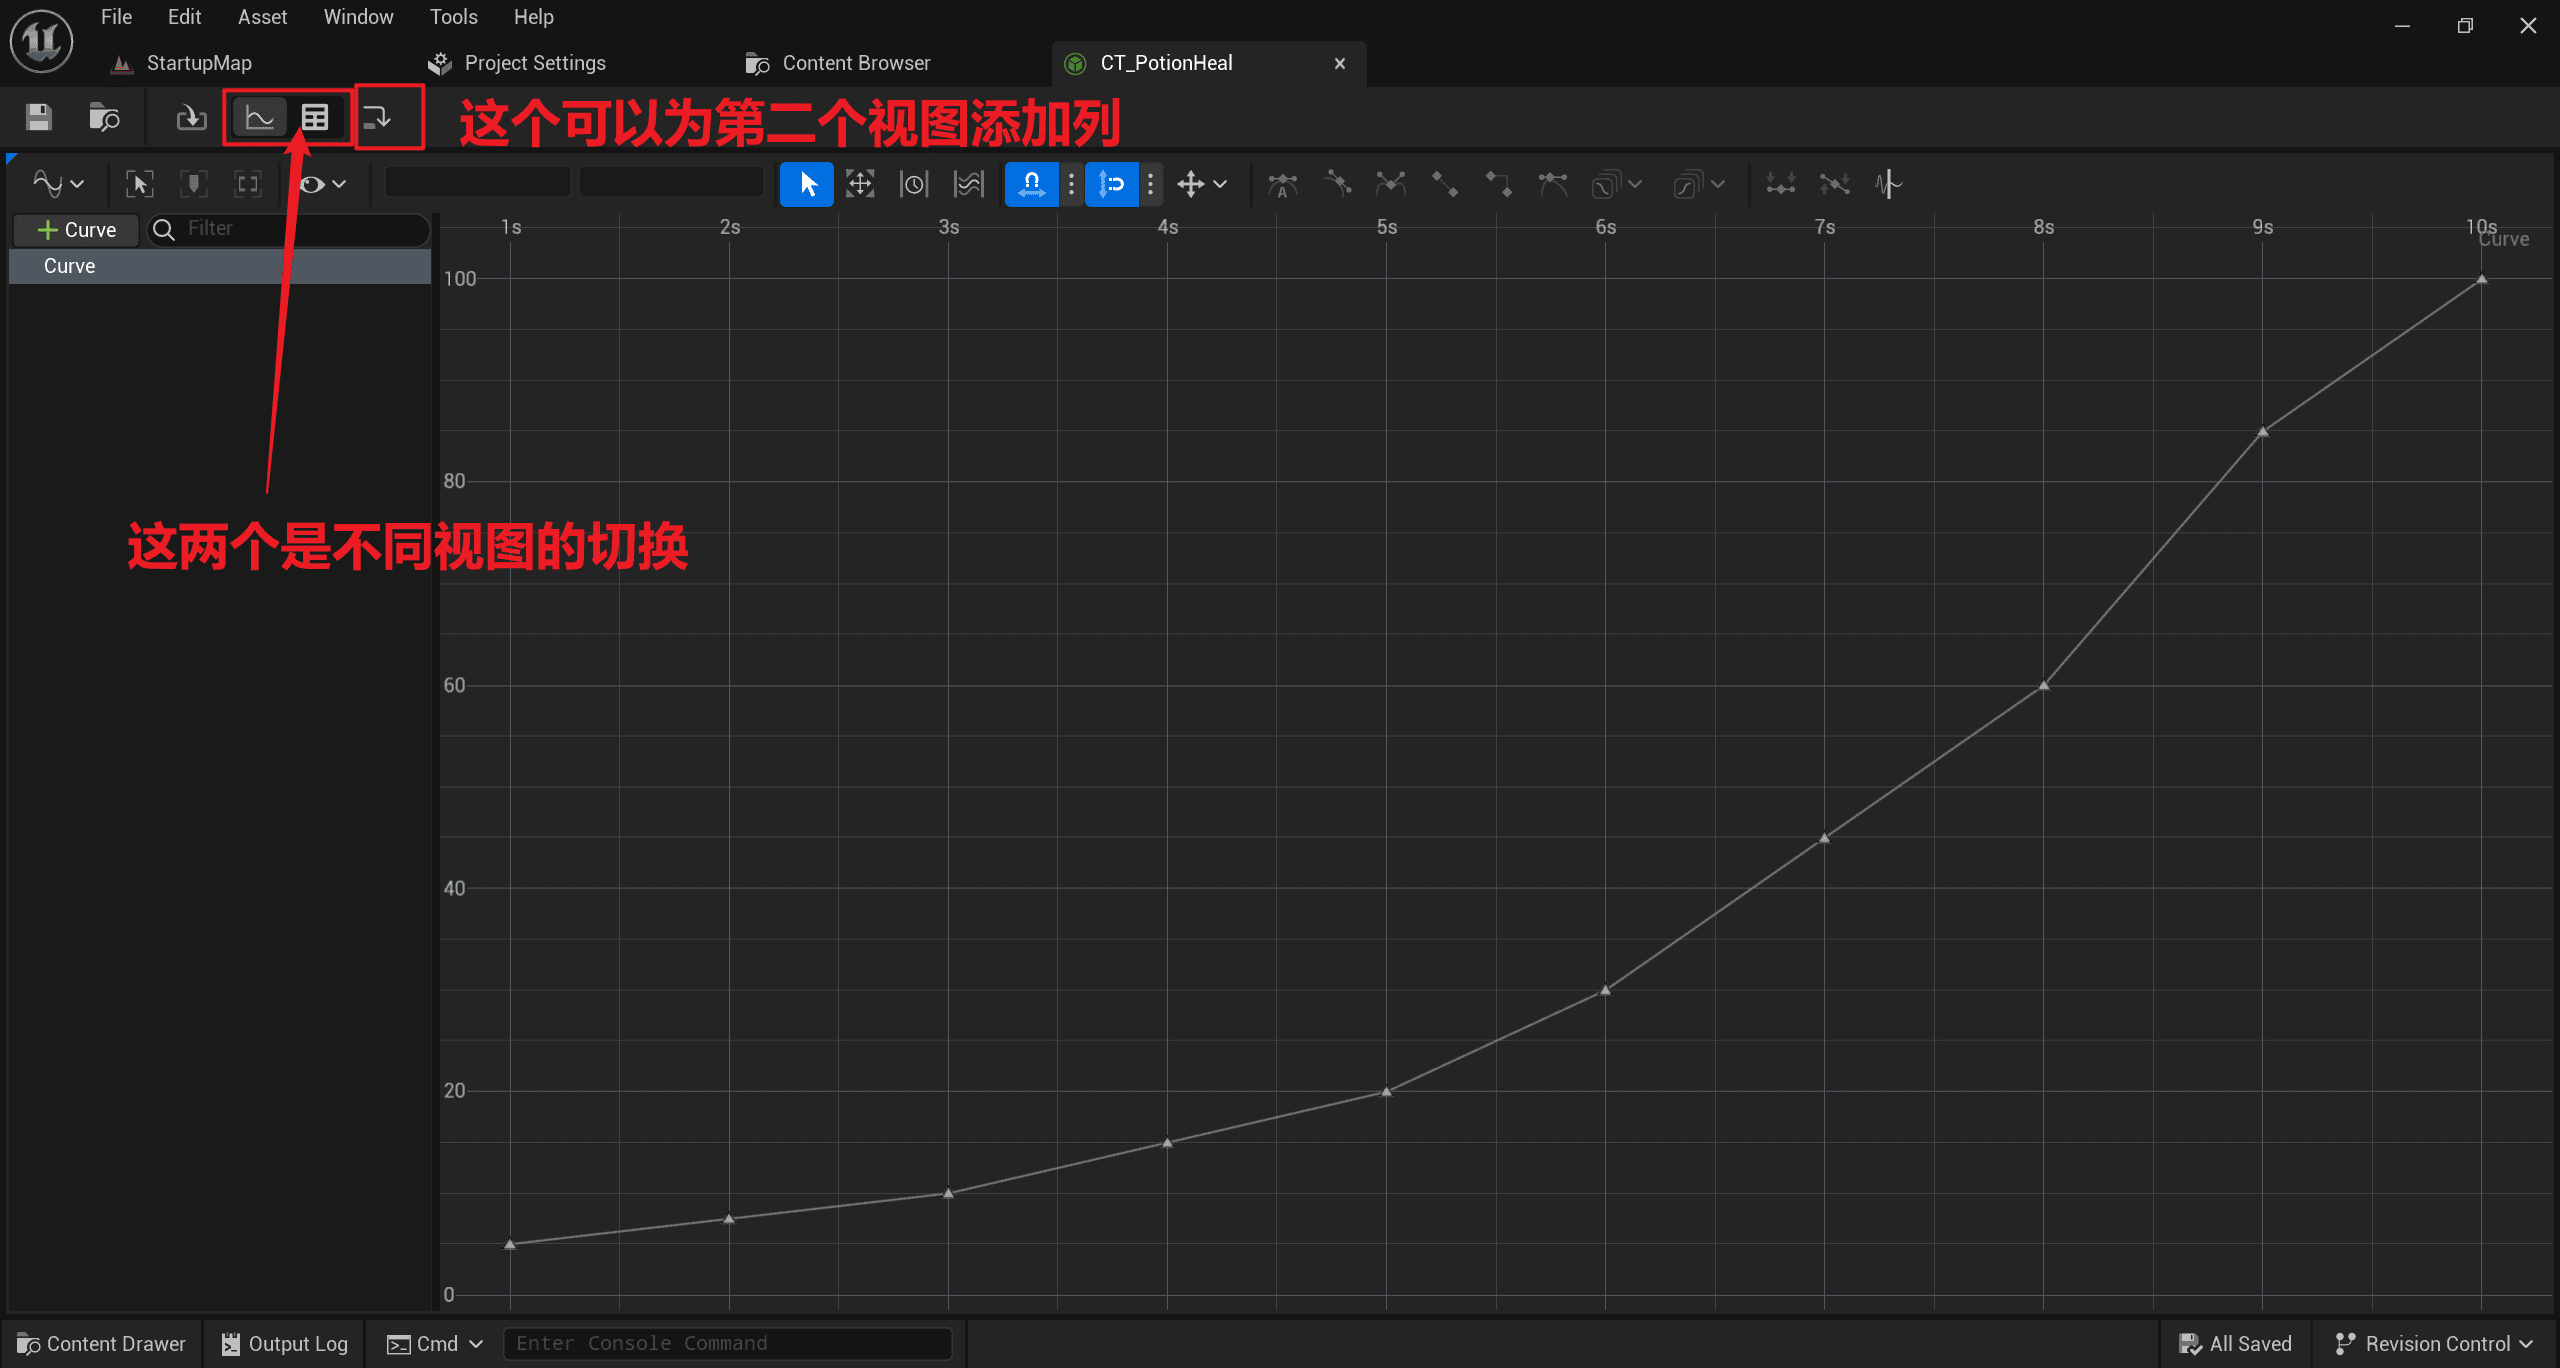 File Edit Asset Window Tools Help
StartupMap Project Settings Content Browser CT_PotionHeal
这个可以为第二个视图添加列
Curve Filter
Curve
1s 2s 3s 4s 5s 6s 7s 8s 9s 10s
Curve
100
80
这两个是不同视图的切换
60
40
20
0
Content Drawer Output Log Cmd Enter Console Command All Saved Revision Control